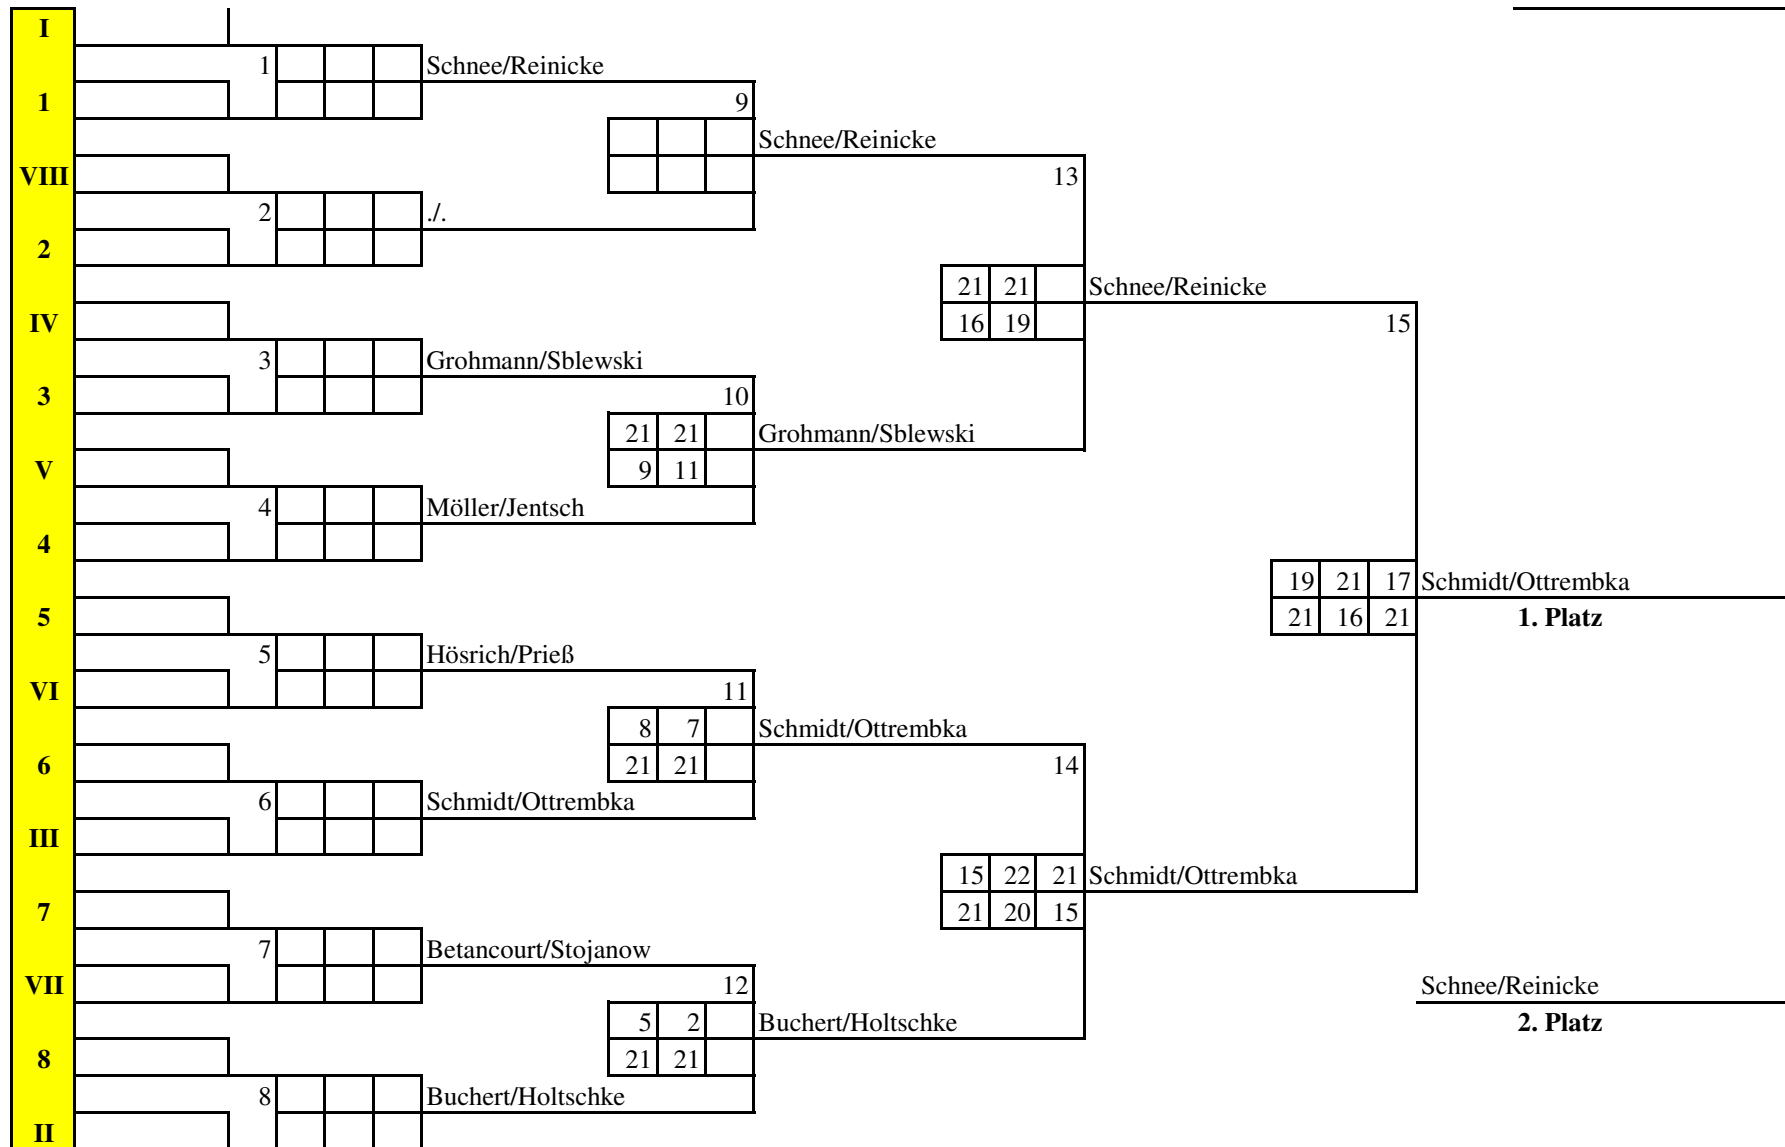 I
1 Schnee/Reinicke
1 9
Schnee/Reinicke
VIII 13
2 ./.
2
21 21 Schnee/Reinicke
IV 16 19 15
3 Grohmann/Sblewski
3 10
21 21 Grohmann/Sblewski
V 9 11
4 Möller/Jentsch
4
19 21 17 Schmidt/Ottrembka
5 21 16 21 1. Platz
5 Hösrich/Prieß
VI 11
8 7 Schmidt/Ottrembka
6 21 21 14
6 Schmidt/Ottrembka
III
15 22 21 Schmidt/Ottrembka
7 21 20 15
7 Betancourt/Stojanow
VII 12 Schnee/Reinicke
5 2 Buchert/Holtschke 2. Platz
8 21 21
8 Buchert/Holtschke
II